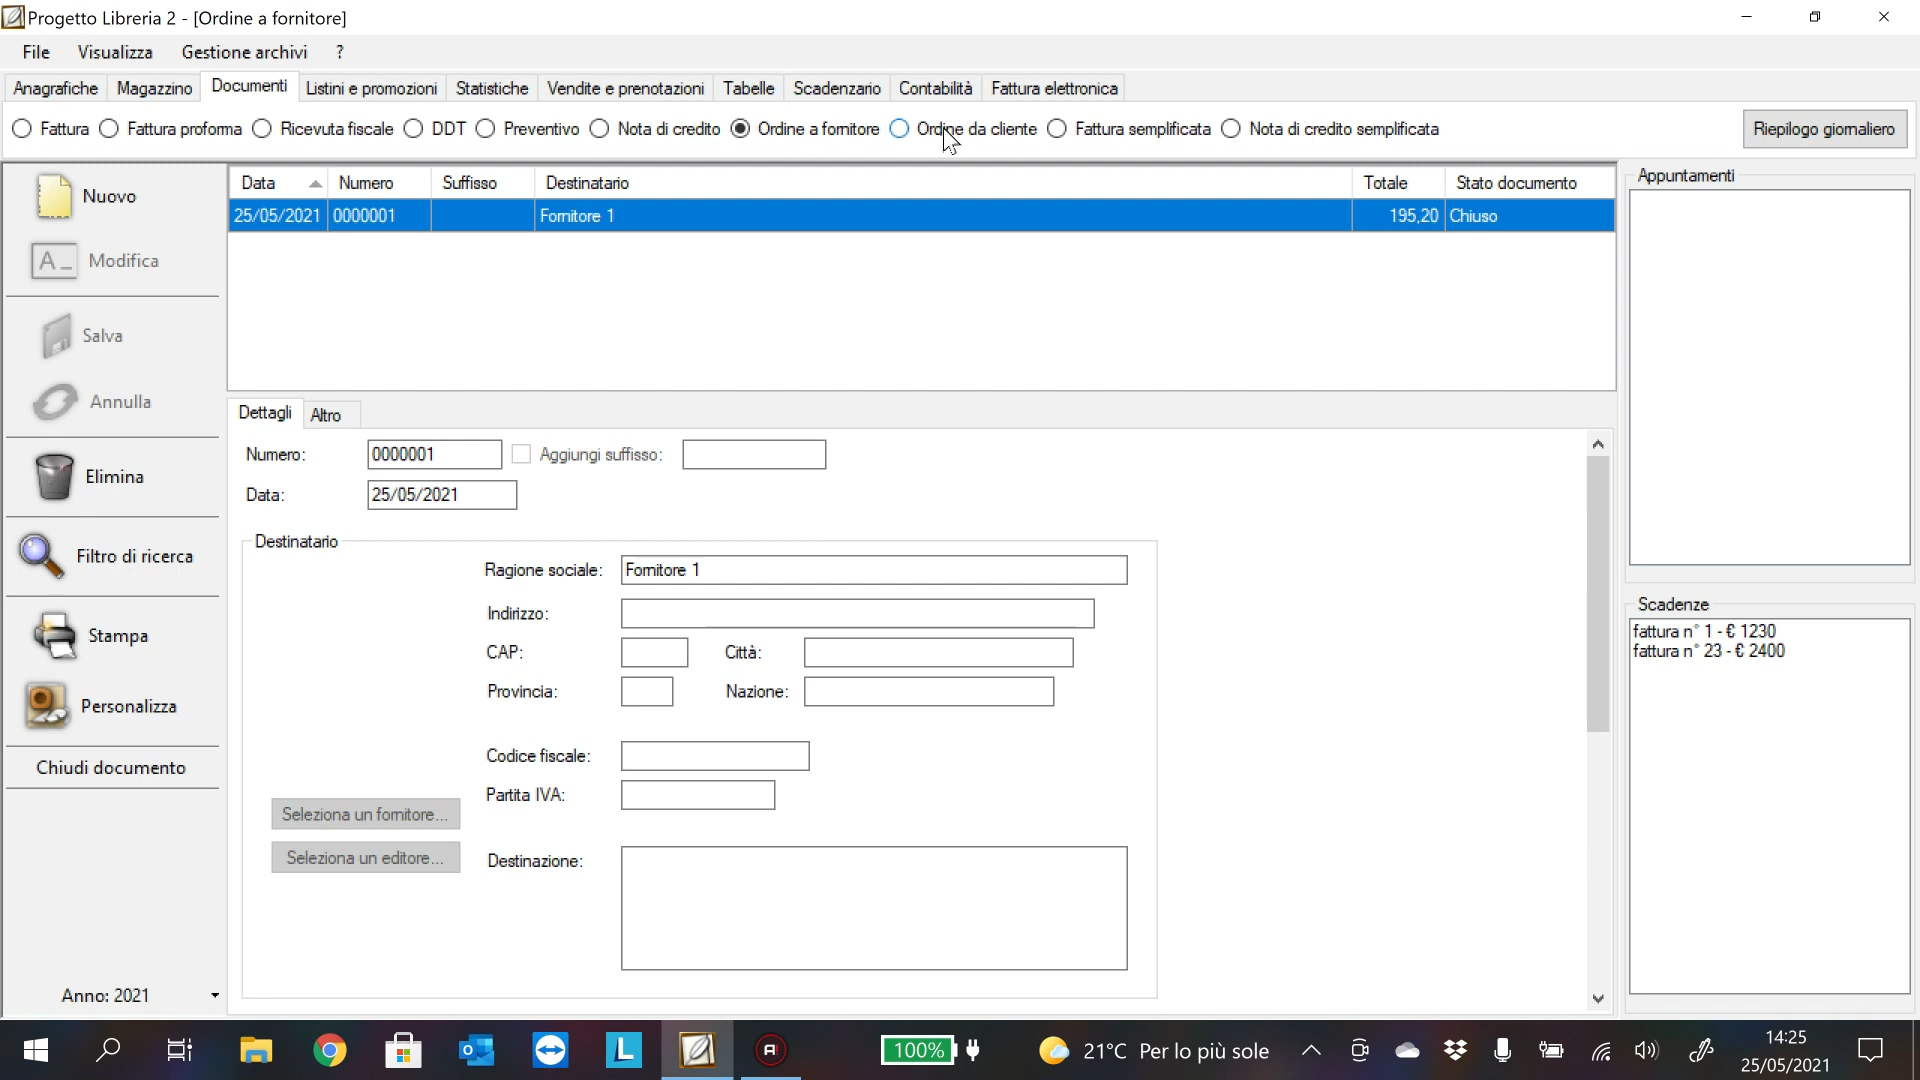 Progetto Libreria 2 - [Ordine a fornitore]
File Visualizza Gestione archivi ?
Anagrafiche Magazzino Documenti Listini e promozioni Statistiche Vendite e prenotazioni Tabelle Scadenzario Contabilità Fattura elettronica
Fattura Fattura proforma Ricevuta fiscale DDT Preventivo Nota di credito Ordine a fornitore Ordine da cliente Fattura semplificata Nota di credito semplificata Riepilogo giornaliero
Nuovo
Modifica
Salva
Annulla
Elimina
Filtro di ricerca
Stampa
Personalizza
Chiudi documento
Anno: 2021
Data Numero Suffisso Destinatario Totale Stato documento
25/05/2021 0000001 Fornitore 1 195,20 Chiuso
Dettagli Altro
Numero: 0000001 Aggiungi suffisso:
Data: 25/05/2021
Destinatario
Ragione sociale: Fornitore 1
Indirizzo:
CAP: Città:
Provincia: Nazione:
Codice fiscale:
Partita IVA:
Seleziona un fornitore...
Seleziona un editore...
Destinazione:
Appuntamenti
Scadenze
fattura n° 1 - € 1230
fattura n° 23 - € 2400
100% 21°C Per lo più sole 14:25
25/05/2021